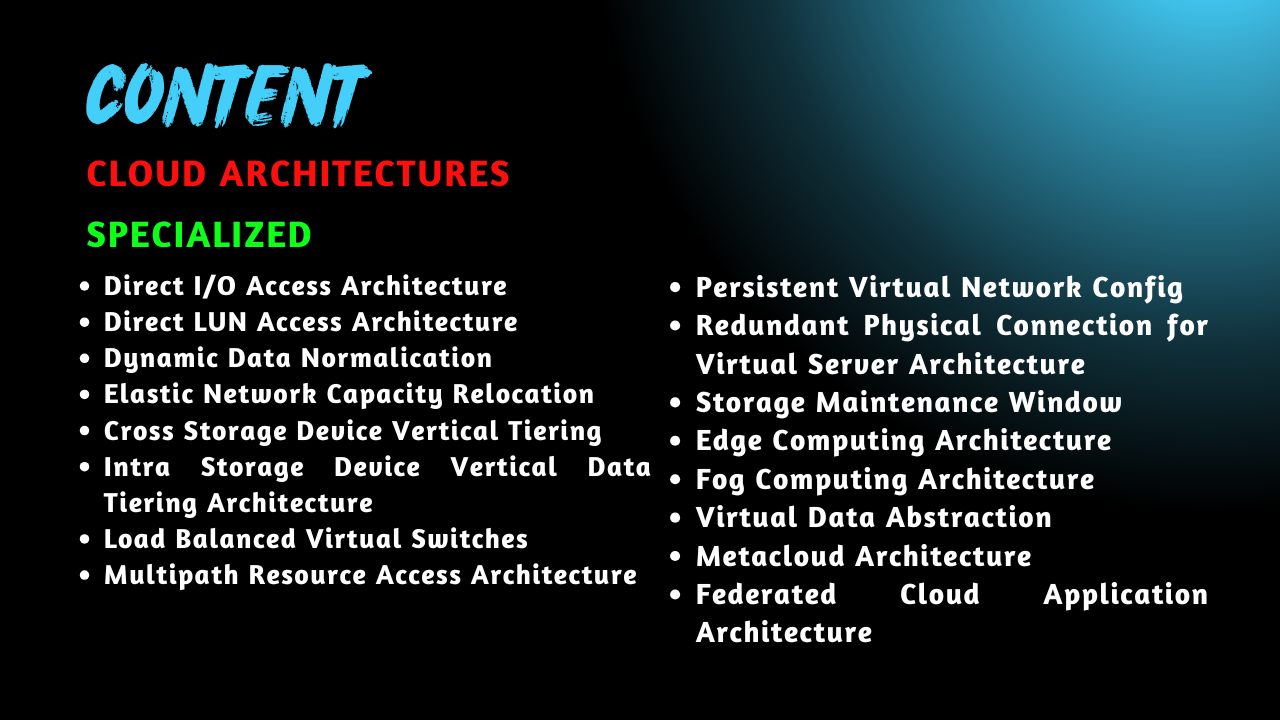 CONTENT
CLOUD ARCHITECTURES
SPECIALIZED
• Direct I/O Access Architecture
• Direct LUN Access Architecture
• Dynamic Data Normalication
• Elastic Network Capacity Relocation
• Cross Storage Device Vertical Tiering
• Intra Storage Device Vertical Data
Tiering Architecture
• Load Balanced Virtual Switches
• Multipath Resource Access Architecture
• Persistent Virtual Network Config
• Redundant Physical Connection for
Virtual Server Architecture
• Storage Maintenance Window
• Edge Computing Architecture
• Fog Computing Architecture
• Virtual Data Abstraction
• Metacloud Architecture
• Federated Cloud Application
Architecture